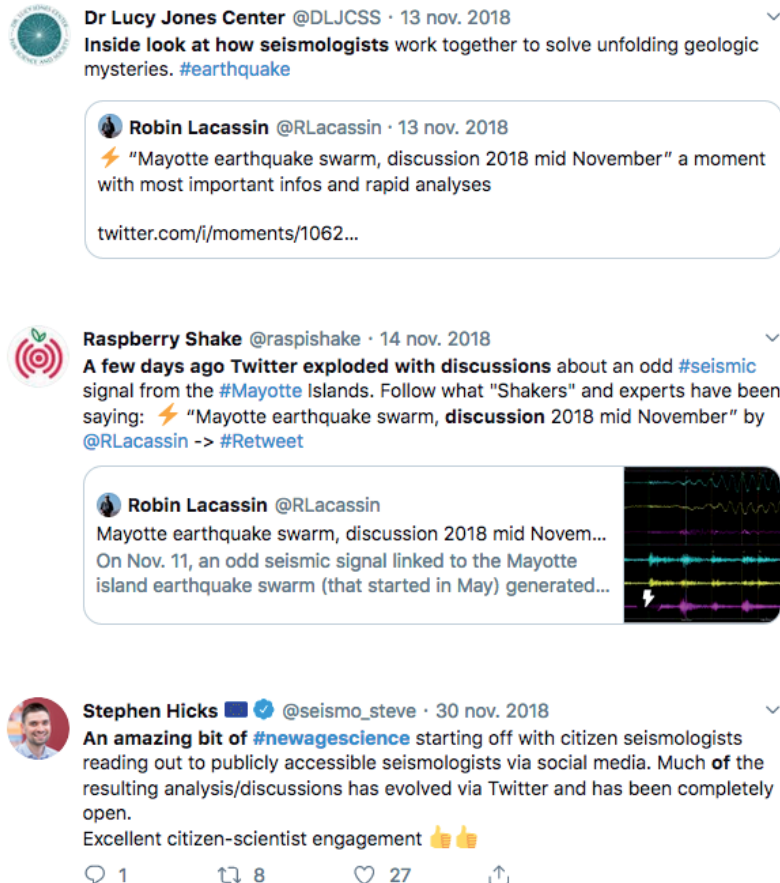 Dr Lucy Jones Center @DLJCSS · 13 nov. 2018
Inside look at how seismologists work together to solve unfolding geologic
mysteries. #earthquake
Robin Lacassin @RLacassin · 13 nov. 2018
⚡ “Mayotte earthquake swarm, discussion 2018 mid November” a moment
with most important infos and rapid analyses
twitter.com/i/moments/1062...
Raspberry Shake @raspishake · 14 nov. 2018
A few days ago Twitter exploded with discussions about an odd #seismic
signal from the #Mayotte Islands. Follow what "Shakers" and experts have been
saying: ⚡ “Mayotte earthquake swarm, discussion 2018 mid November” by
@RLacassin -> #Retweet
Robin Lacassin @RLacassin
Mayotte earthquake swarm, discussion 2018 mid Novem...
On Nov. 11, an odd seismic signal linked to the Mayotte
island earthquake swarm (that started in May) generated...
Stephen Hicks 🇪🇺 @seismo_steve · 30 nov. 2018
An amazing bit of #newagescience starting off with citizen seismologists
reading out to publicly accessible seismologists via social media. Much of the
resulting analysis/discussions has evolved via Twitter and has been completely
open.
Excellent citizen-scientist engagement 👍👍
1 8 27